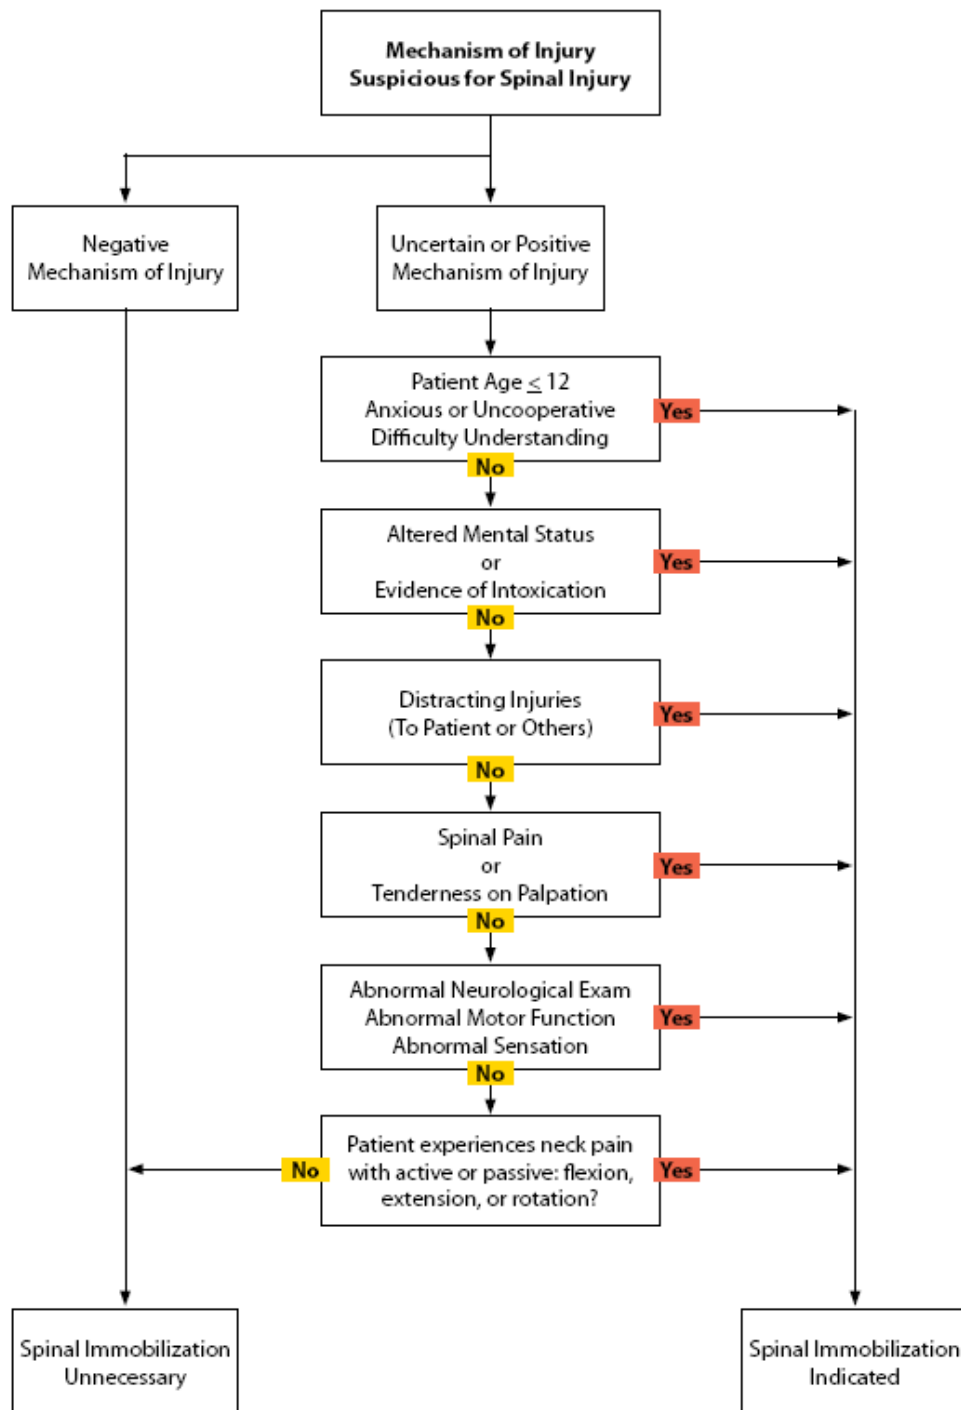 Mechanism of Injury
Suspicious for Spinal Injury
Negative
Mechanism of Injury
Uncertain or Positive
Mechanism of Injury
Patient Age ≤ 12
Anxious or Uncooperative
Difficulty Understanding
Yes
No
Altered Mental Status
or
Evidence of Intoxication
Yes
No
Distracting Injuries
(To Patient or Others)
Yes
No
Spinal Pain
or
Tenderness on Palpation
Yes
No
Abnormal Neurological Exam
Abnormal Motor Function
Abnormal Sensation
Yes
No
Patient experiences neck pain
with active or passive: flexion,
extension, or rotation?
No
Yes
Spinal Immobilization
Unnecessary
Spinal Immobilization
Indicated